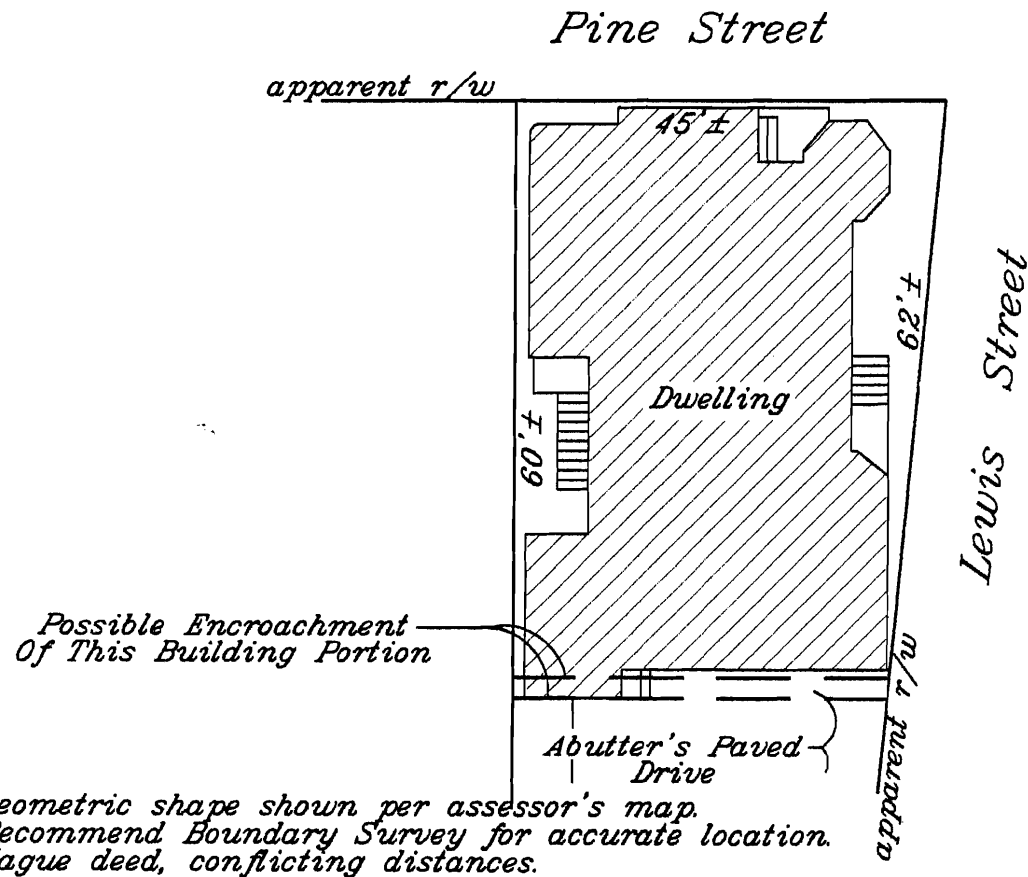 Pine Street
apparent r/w
45'±
62'±
Lewis Street
Dwelling
60'±
Possible Encroachment
Of This Building Portion
apparent r/w
Abutter's Paved
Drive
eometric shape shown per assessor's map.
ecommend Boundary Survey for accurate location.
ague deed, conflicting distances.